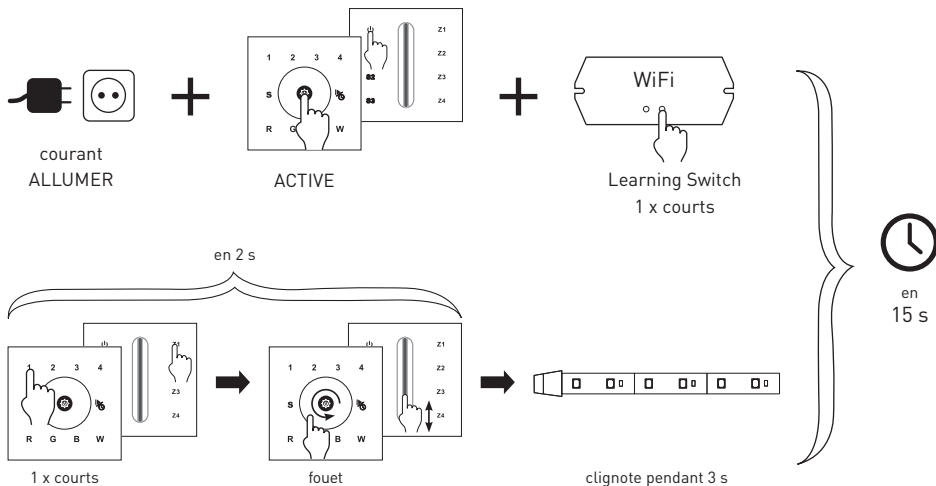 1 2 3 4
S
R G W
Z1
Z2
S2 Z3
S3 Z4
WiFi
courant
ALLUMER
ACTIVE
Learning Switch
1 x courts
en
15 s
en 2 s
1 2 3 4
R G B W
Z1
Z3
Z4
1 2 3 4
S
R B W
Z1
Z2
Z3
Z4
1 x courts
fouet
clignote pendant 3 s